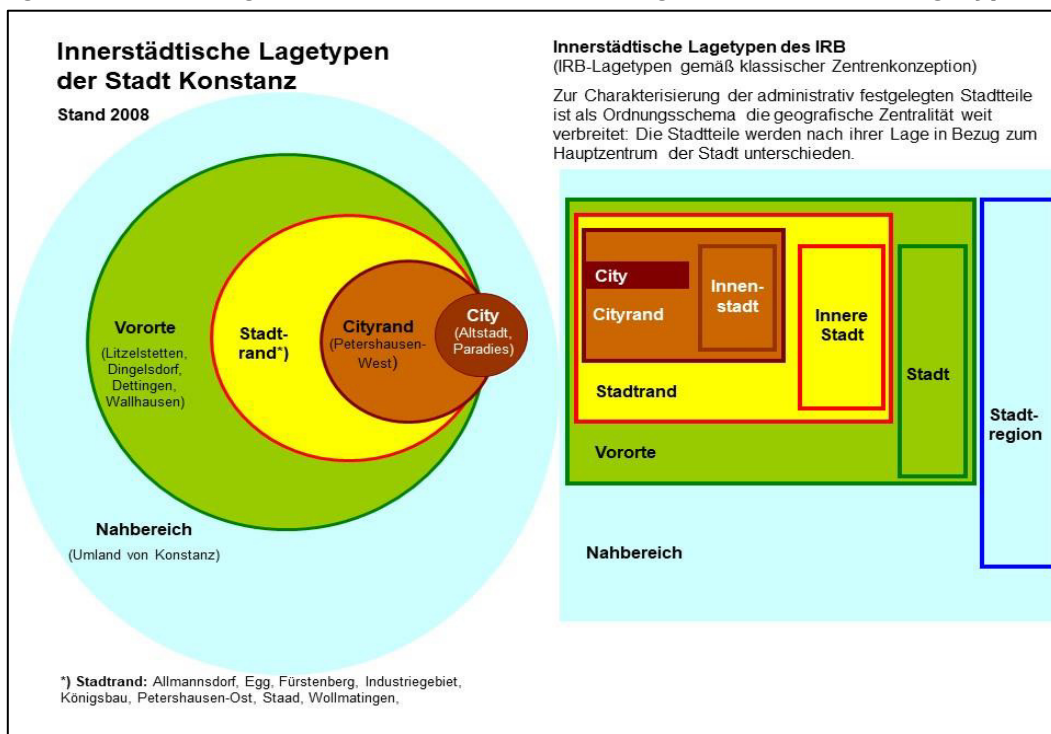 Innerstädtische Lagetypen
der Stadt Konstanz
Stand 2008
Vororte
(Litzelstetten,
Dingelsdorf,
Dettingen,
Wallhausen)
Stadt-
rand*)
Cityrand
(Petershausen-
West)
City
(Altstadt,
Paradies)
Nahbereich
(Umland von Konstanz)
*) Stadtrand: Allmannsdorf, Egg, Fürstenberg, Industriegebiet,
Königsbau, Petershausen-Ost, Staad, Wollmatingen,
Innerstädtische Lagetypen des IRB
(IRB-Lagetypen gemäß klassischer Zentrenkonzeption)
Zur Charakterisierung der administrativ festgelegten Stadtteile
ist als Ordnungsschema die geografische Zentralität weit
verbreitet: Die Stadtteile werden nach ihrer Lage in Bezug zum
Hauptzentrum der Stadt unterschieden.
City
Cityrand
Innen-
stadt
Stadtrand
Innere
Stadt
Vororte
Stadt
Nahbereich
Stadt-
region